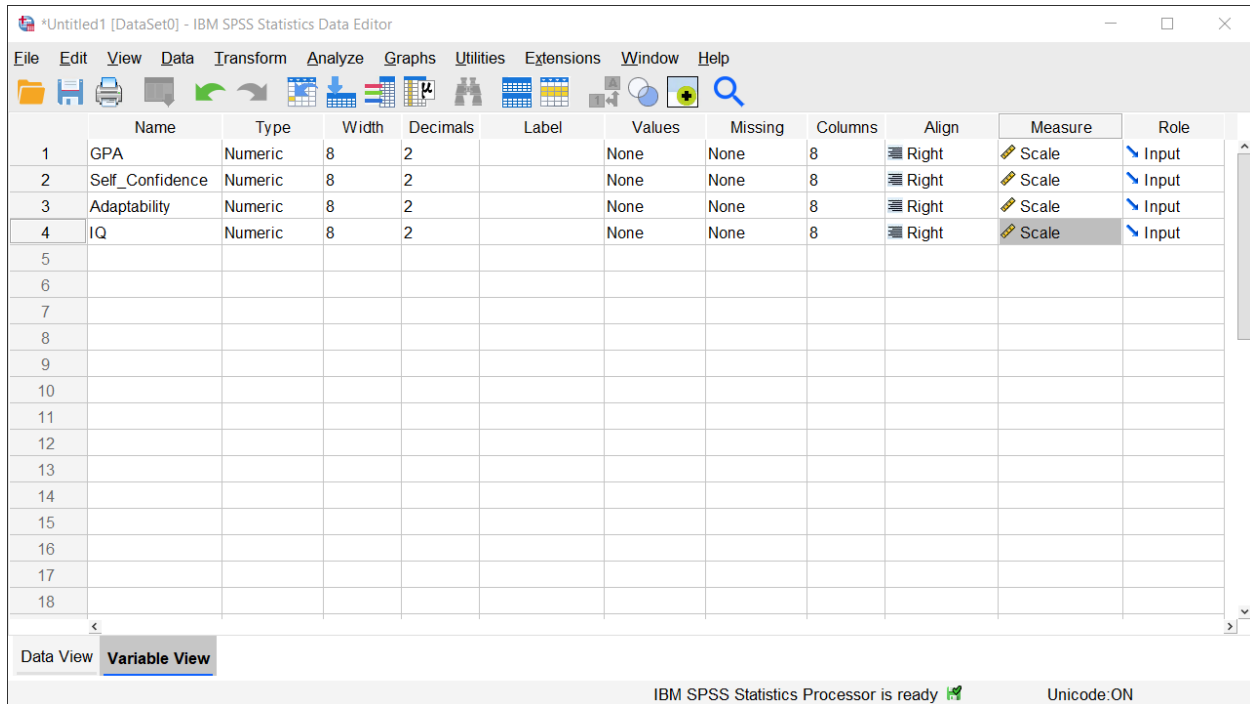 *Untitled1 [DataSet0] - IBM SPSS Statistics Data Editor
File Edit View Data Transform Analyze Graphs Utilities Extensions Window Help
Name Type Width Decimals Label Values Missing Columns Align Measure Role
1 GPA Numeric 8 2 None None 8 Right Scale Input
2 Self_Confidence Numeric 8 2 None None 8 Right Scale Input
3 Adaptability Numeric 8 2 None None 8 Right Scale Input
4 IQ Numeric 8 2 None None 8 Right Scale Input
5
6
7
8
9
10
11
12
13
14
15
16
17
18
Data View Variable View
IBM SPSS Statistics Processor is ready Unicode:ON